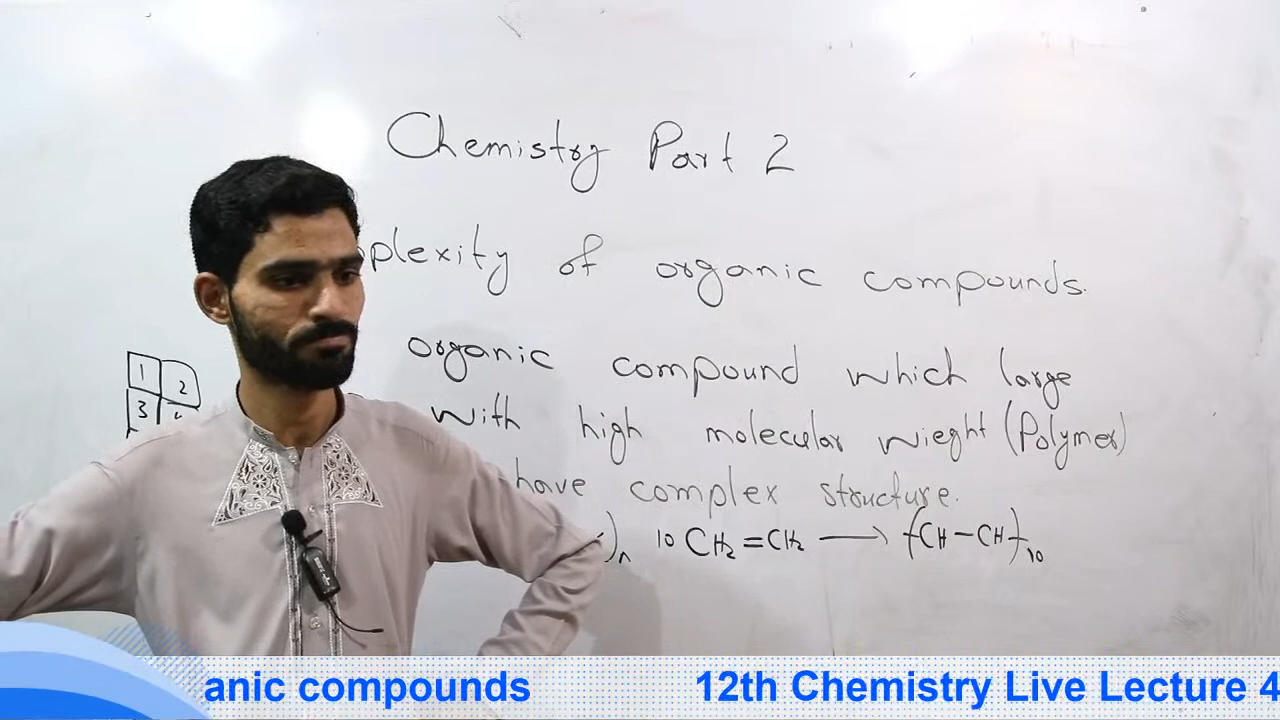 Chemistry Part 2
plexity of organic compounds.
organic compound which large
with high molecular wieght (Polymer)
have complex structure.
)n 10 CH2=CH2 → (CH–CH)10
1 2
3 4
anic compounds 12th Chemistry Live Lecture 4